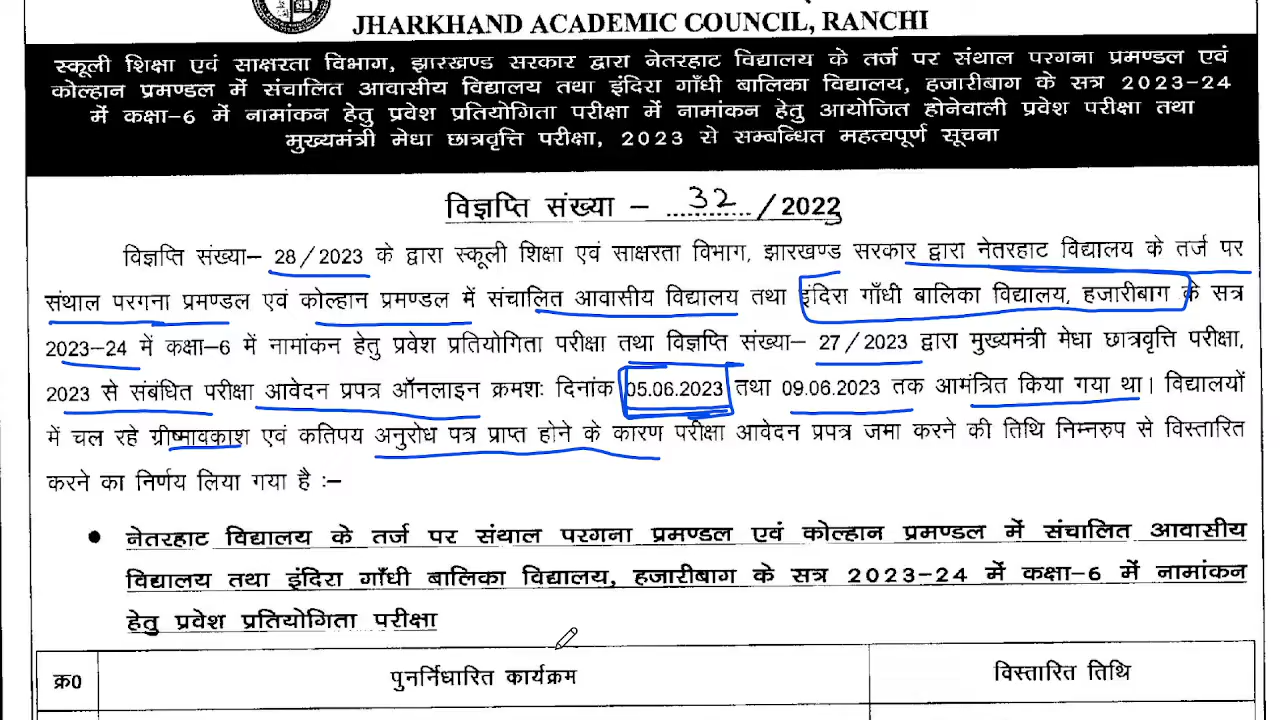 JHARKHAND ACADEMIC COUNCIL, RANCHI
स्कूली शिक्षा एवं साक्षरता विभाग, झारखण्ड सरकार द्वारा नेतरहाट विद्यालय के तर्ज पर संथाल परगना प्रमण्डल एवं
कोल्हान प्रमण्डल में संचालित आवासीय विद्यालय तथा इंदिरा गाँधी बालिका विद्यालय, हजारीबाग के सत्र 2023-24
में कक्षा-6 में नामांकन हेतु प्रवेश प्रतियोगिता परीक्षा में नामांकन हेतु आयोजित होनेवाली प्रवेश परीक्षा तथा
मुख्यमंत्री मेधा छात्रवृत्ति परीक्षा, 2023 से सम्बन्धित महत्वपूर्ण सूचना
विज्ञप्ति संख्या – 32/2023
विज्ञप्ति संख्या- 28/2023 के द्वारा स्कूली शिक्षा एवं साक्षरता विभाग, झारखण्ड सरकार द्वारा नेतरहाट विद्यालय के तर्ज पर
संथाल परगना प्रमण्डल एवं कोल्हान प्रमण्डल में संचालित आवासीय विद्यालय तथा इंदिरा गाँधी बालिका विद्यालय, हजारीबाग के सत्र
2023-24 में कक्षा-6 में नामांकन हेतु प्रवेश प्रतियोगिता परीक्षा तथा विज्ञप्ति संख्या- 27/2023 द्वारा मुख्यमंत्री मेधा छात्रवृत्ति परीक्षा,
2023 से संबंधित परीक्षा आवेदन प्रपत्र ऑनलाइन क्रमशः दिनांक 05.06.2023 तथा 09.06.2023 तक आमंत्रित किया गया था। विद्यालयों
में चल रहे ग्रीष्मावकाश एवं कतिपय अनुरोध पत्र प्राप्त होने के कारण परीक्षा आवेदन प्रपत्र जमा करने की तिथि निम्नरुप से विस्तारित
करने का निर्णय लिया गया है :-
• नेतरहाट विद्यालय के तर्ज पर संथाल परगना प्रमण्डल एवं कोल्हान प्रमण्डल में संचालित आवासीय
विद्यालय तथा इंदिरा गाँधी बालिका विद्यालय, हजारीबाग के सत्र 2023-24 में कक्षा-6 में नामांकन
हेतु प्रवेश प्रतियोगिता परीक्षा
क्र0 पुनर्निधारित कार्यक्रम विस्तारित तिथि